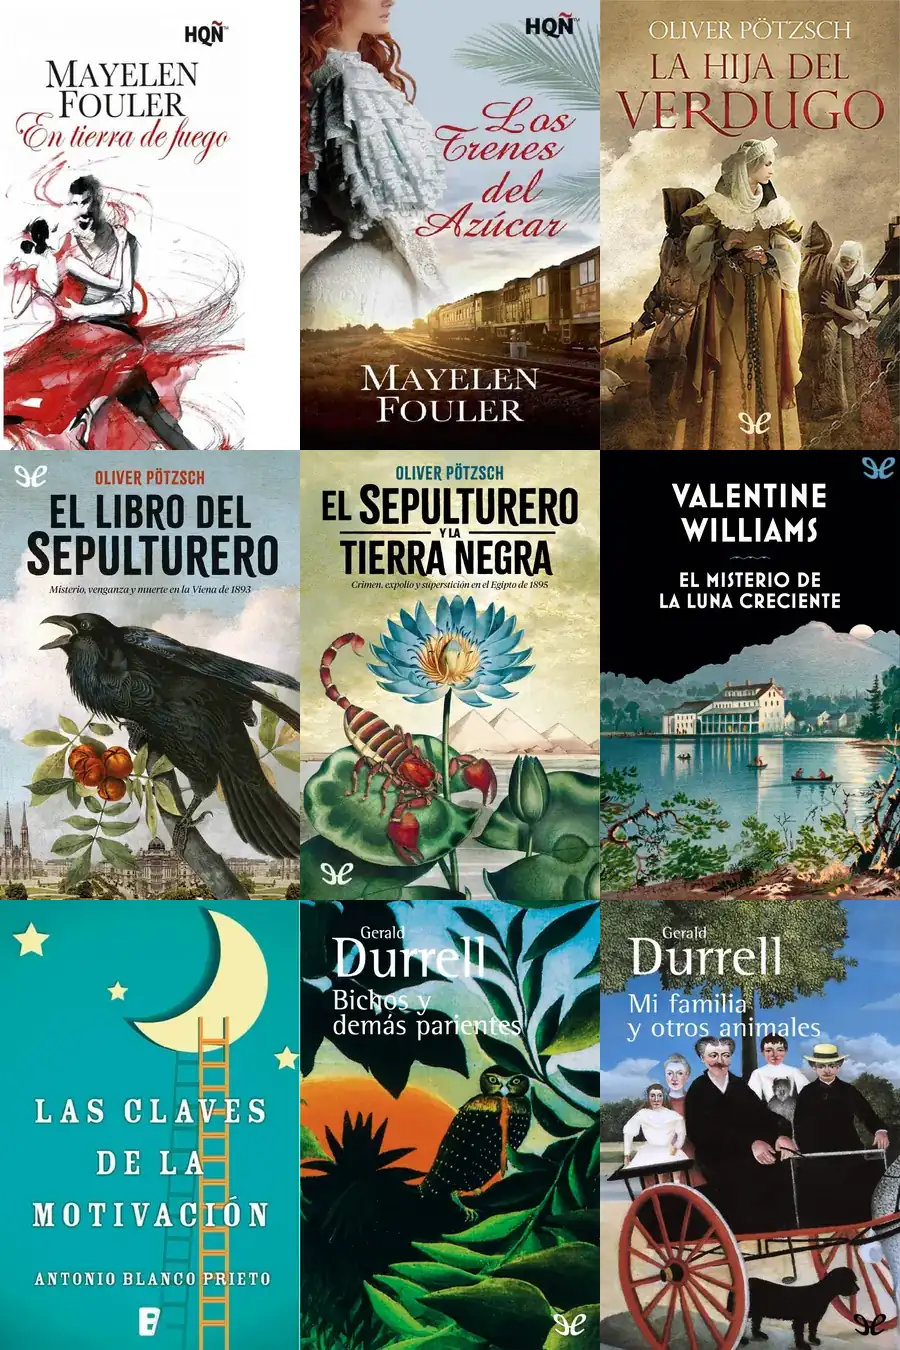 HQÑ
MAYELEN
FOULER
En tierra de fuego
HQÑ
Los
Trenes
del
Azúcar
MAYELEN
FOULER
OLIVER PÖTZSCH
LA HIJA DEL
VERDUGO
OLIVER PÖTZSCH
EL LIBRO DEL
SEPULTURERO
Misterio, venganza y muerte en la Viena de 1893
OLIVER PÖTZSCH
EL SEPULTURERO
Y LA
TIERRA NEGRA
Crimen, expolio y superstición en el Egipto de 1895
VALENTINE
WILLIAMS
EL MISTERIO DE
LA LUNA CRECIENTE
LAS CLAVES
DE LA
MOTIVACIÓN
ANTONIO BLANCO PRIETO
B
Gerald
Durrell
Bichos y
demás parientes
Gerald
Durrell
Mi familia
y otros animales